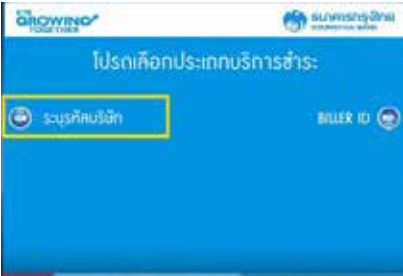 GROWING
TOGETHER
ธนาคารกรุงไทย
โปรดเลือกประเภทบริการชำระ
ระบุรหัสบริษัท
BILLER ID